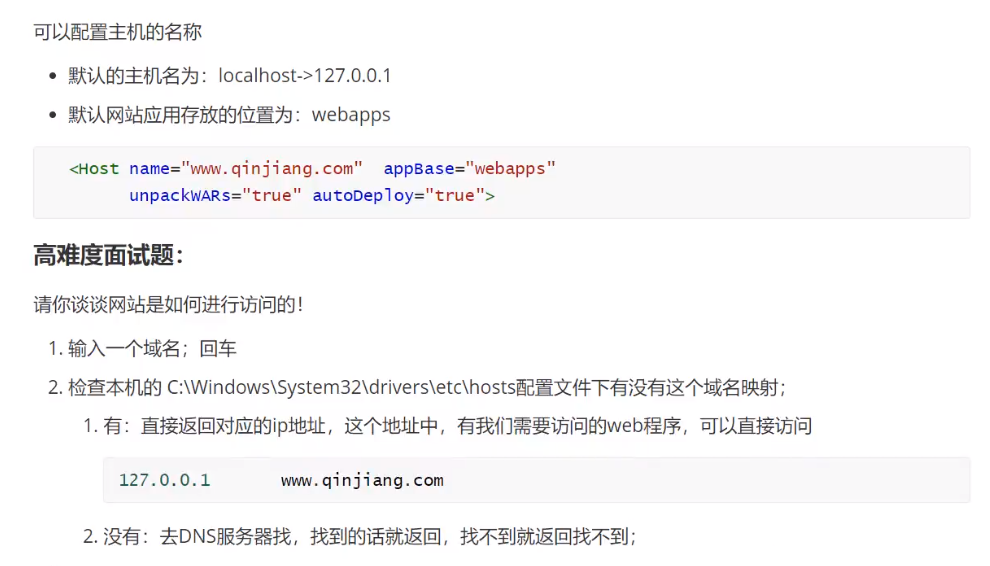 可以配置主机的名称
• 默认的主机名为：localhost->127.0.0.1
• 默认网站应用存放的位置为：webapps
<Host name="www.qinjiang.com"  appBase="webapps"
unpackWARs="true" autoDeploy="true">
高难度面试题：
请你谈谈网站是如何进行访问的！
1. 输入一个域名；回车
2. 检查本机的 C:\Windows\System32\drivers\etc\hosts配置文件下有没有这个域名映射；
1. 有：直接返回对应的ip地址，这个地址中，有我们需要访问的web程序，可以直接访问
127.0.0.1       www.qinjiang.com
2. 没有：去DNS服务器找，找到的话就返回，找不到就返回找不到；